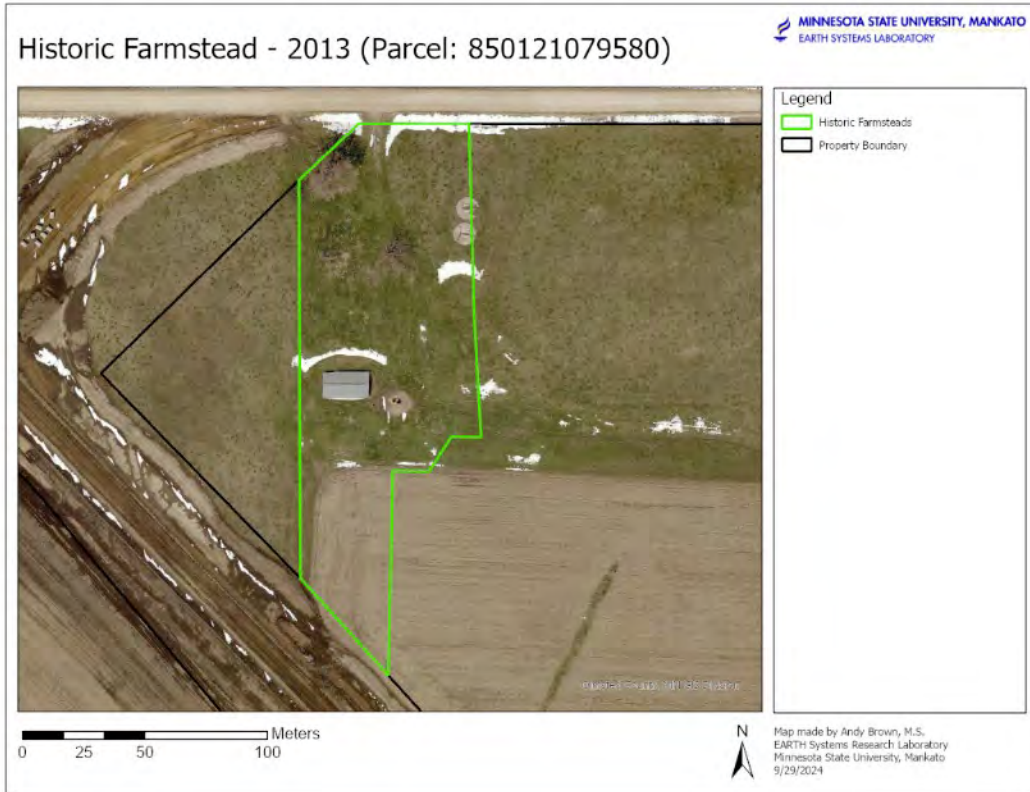 Historic Farmstead - 2013 (Parcel: 850121079580)
MINNESOTA STATE UNIVERSITY, MANKATO
EARTH SYSTEMS LABORATORY
Legend
Historic Farmsteads
Property Boundary
Meters
0 25 50 100
N
Map made by Andy Brown, M.S.
EARTH Systems Research Laboratory
Minnesota State University, Mankato
9/29/2024